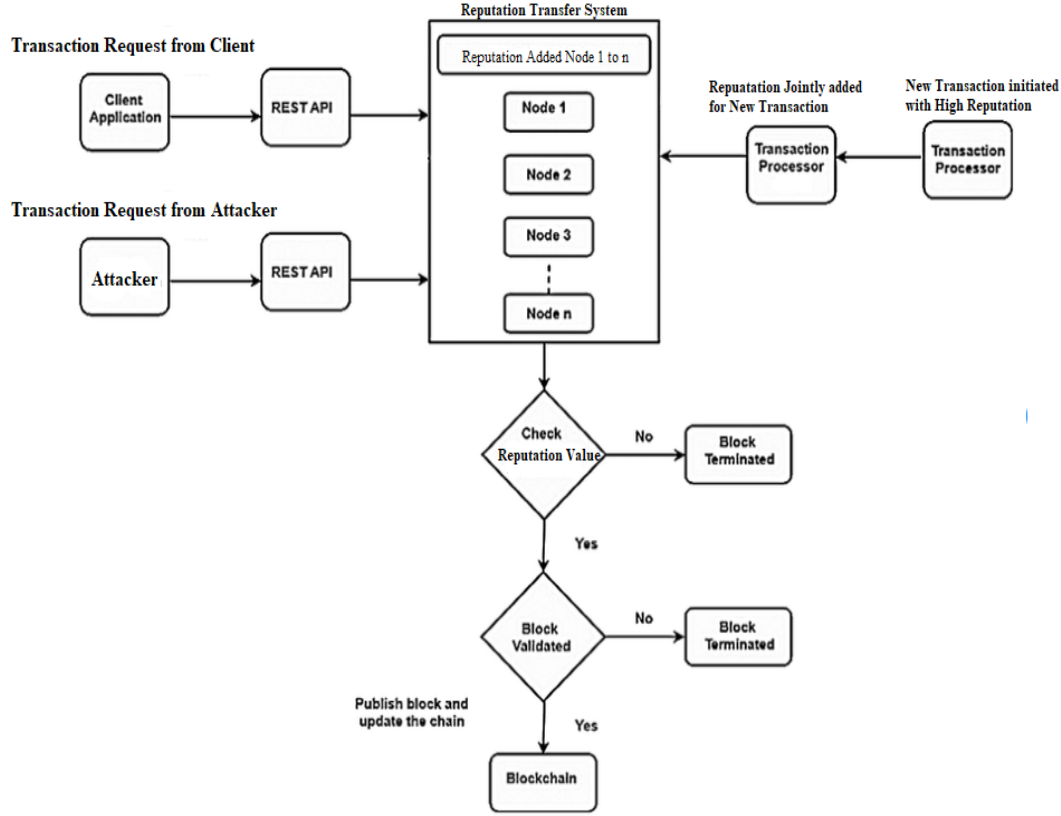 Reputation Transfer System
Transaction Request from Client
Reputation Added Node 1 to n
Client
Application
REST API
Node 1
Node 2
Node 3
Node n
Repuatation Jointly added
for New Transaction
New Transaction initiated
with High Reputation
Transaction
Processor
Transaction
Processor
Transaction Request from Attacker
Attacker
REST API
Check
Reputation Value
No
Block
Terminated
Yes
Block
Validated
No
Block
Terminated
Publish block and
update the chain
Yes
Blockchain